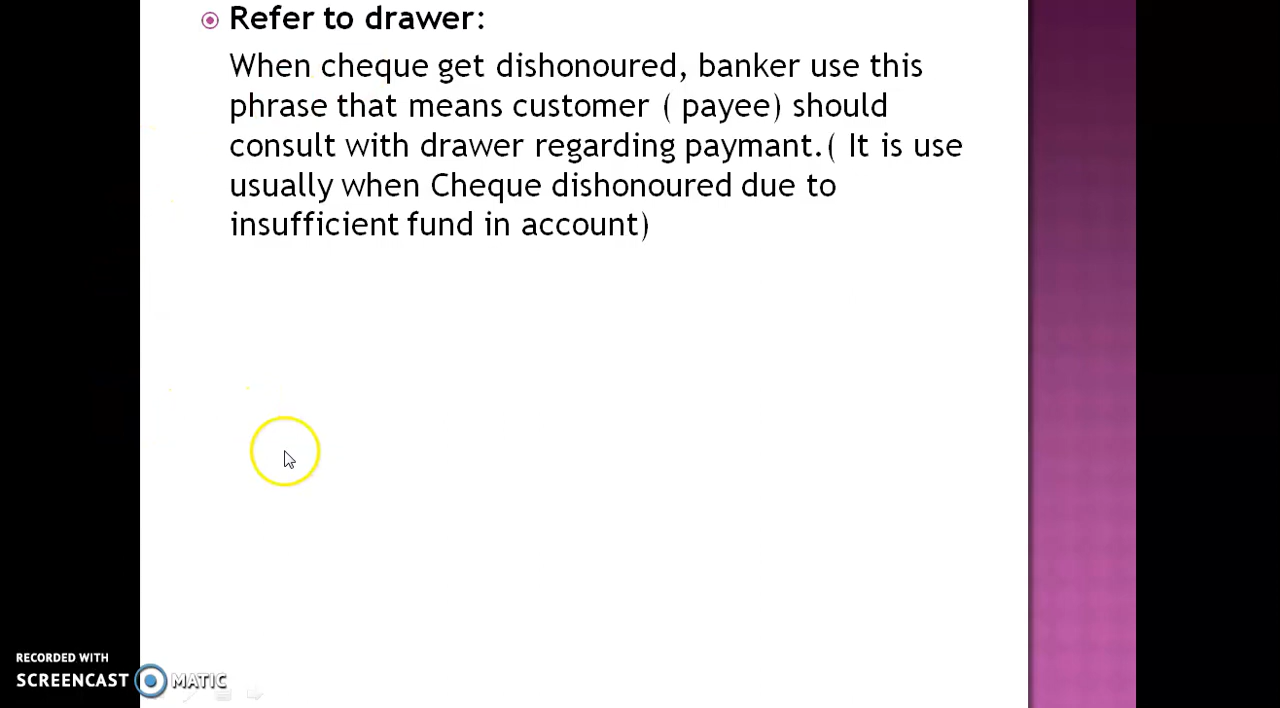 Refer to drawer:
When cheque get dishonoured, banker use this
phrase that means customer ( payee) should
consult with drawer regarding paymant.( It is use
usually when Cheque dishonoured due to
insufficient fund in account)
RECORDED WITH
SCREENCAST MATIC